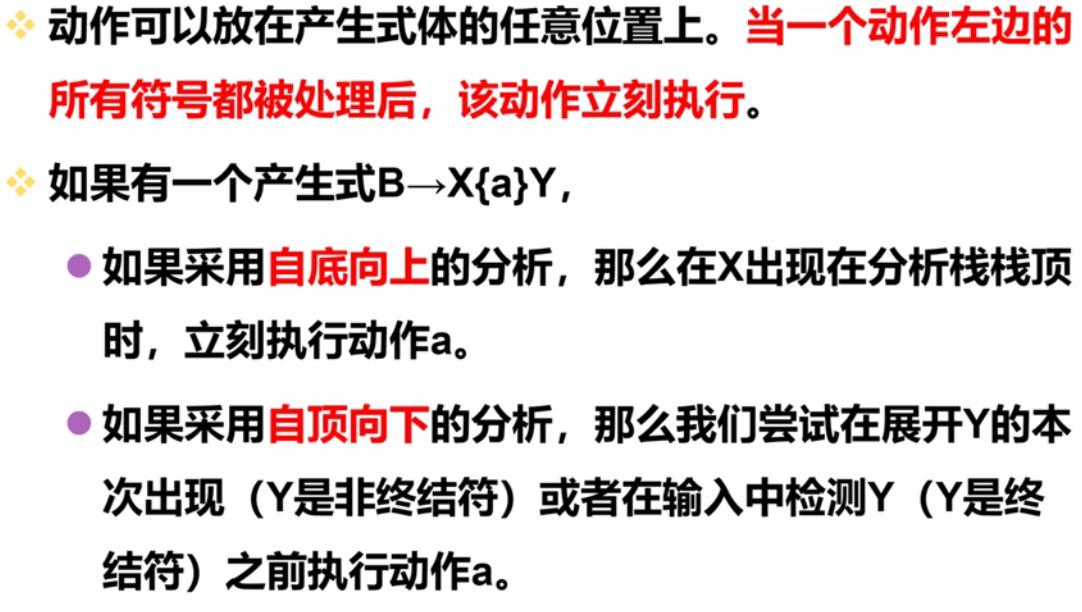 动作可以放在产生式体的任意位置上。当一个动作左边的
所有符号都被处理后，该动作立刻执行。
如果有一个产生式B→X{a}Y，
如果采用自底向上的分析，那么在X出现在分析栈栈顶
时，立刻执行动作a。
如果采用自顶向下的分析，那么我们尝试在展开Y的本
次出现（Y是非终结符）或者在输入中检测Y（Y是终
结符）之前执行动作a。